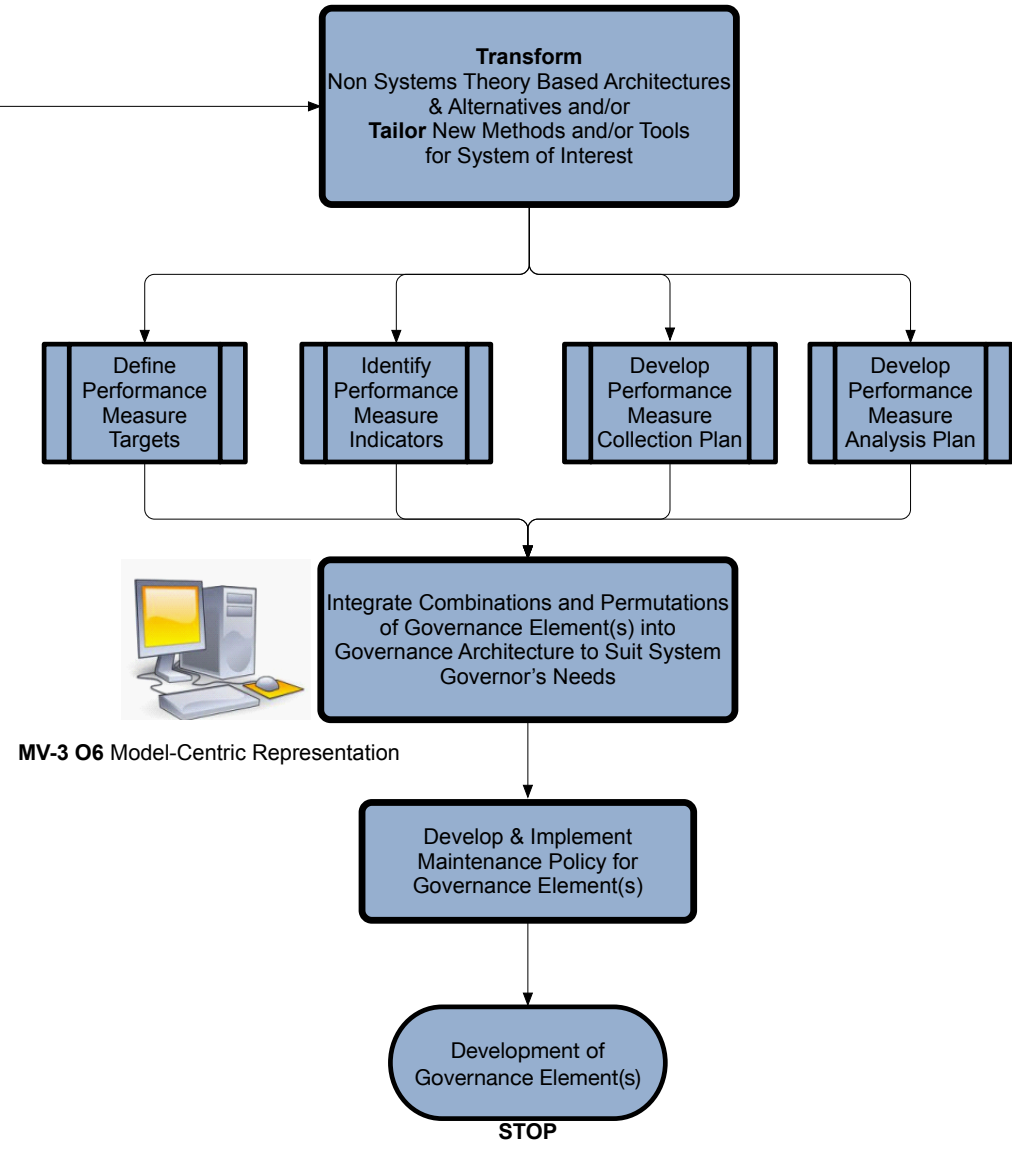 Transform
Non Systems Theory Based Architectures
& Alternatives and/or
Tailor New Methods and/or Tools
for System of Interest
Define
Performance
Measure
Targets
Identify
Performance
Measure
Indicators
Develop
Performance
Measure
Collection Plan
Develop
Performance
Measure
Analysis Plan
Integrate Combinations and Permutations
of Governance Element(s) into
Governance Architecture to Suit System
Governor's Needs
MV-3 O6 Model-Centric Representation
Develop & Implement
Maintenance Policy for
Governance Element(s)
Development of
Governance Element(s)
STOP